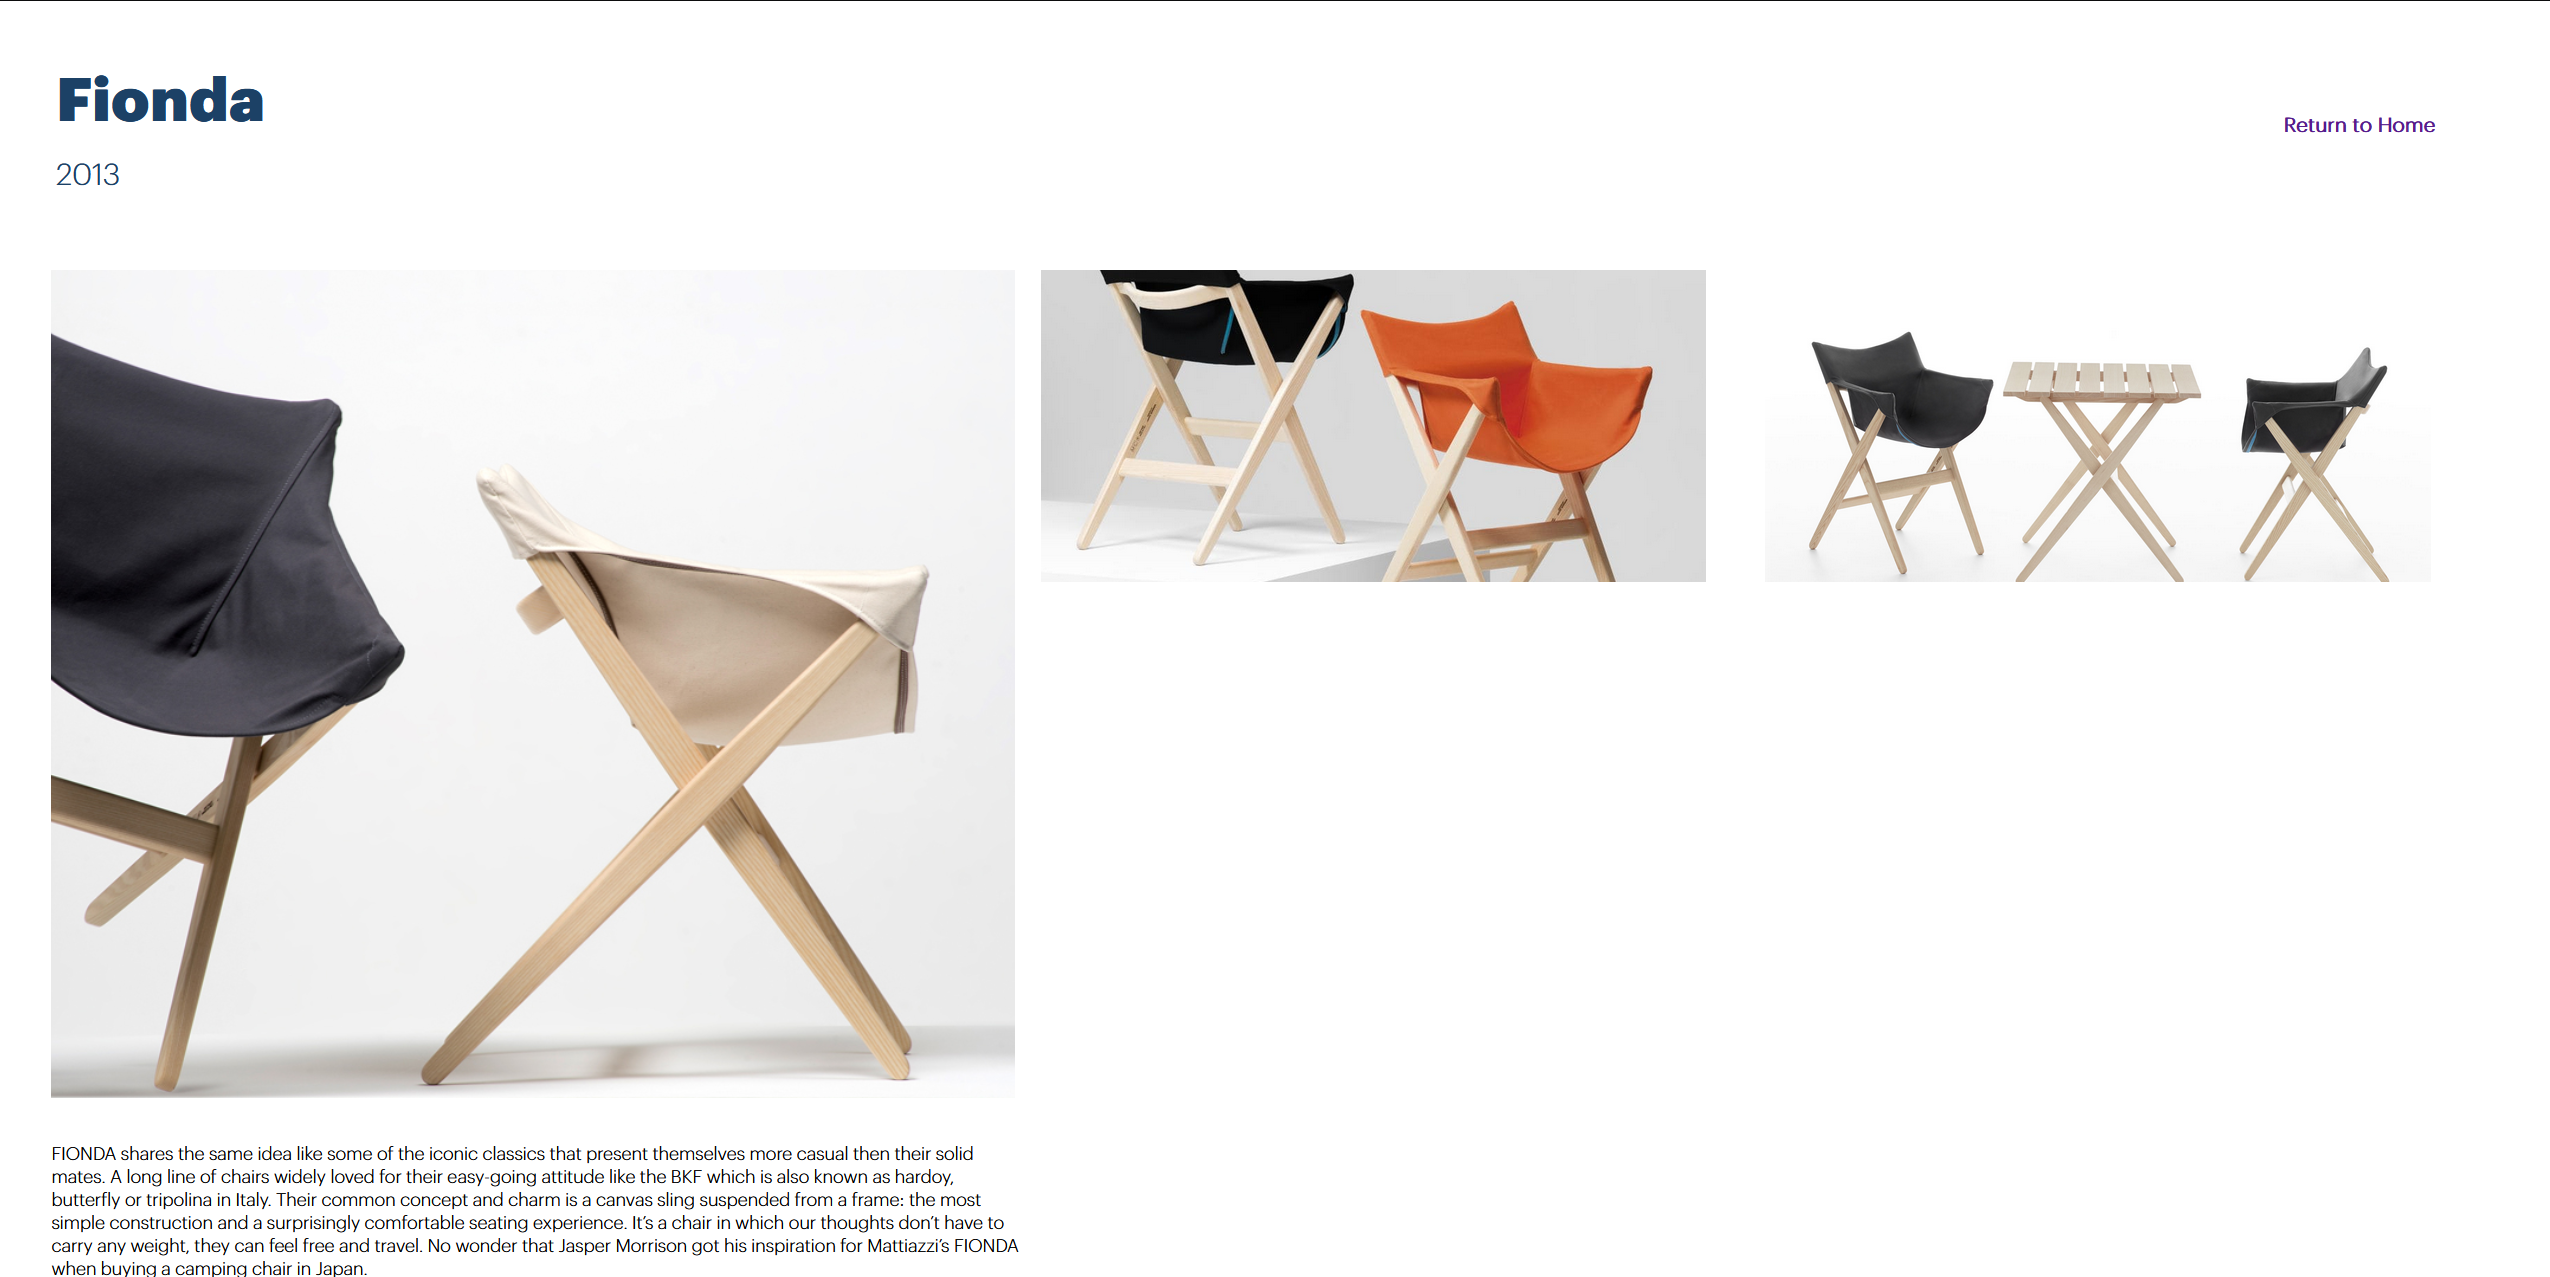 Fionda
Return to Home
2013
FIONDA shares the same idea like some of the iconic classics that present themselves more casual then their solid
mates. A long line of chairs widely loved for their easy-going attitude like the BKF which is also known as hardoy,
butterfly or tripolina in Italy. Their common concept and charm is a canvas sling suspended from a frame: the most
simple construction and a surprisingly comfortable seating experience. It’s a chair in which our thoughts don’t have to
carry any weight, they can feel free and travel. No wonder that Jasper Morrison got his inspiration for Mattiazzi’s FIONDA
when buying a camping chair in Japan.